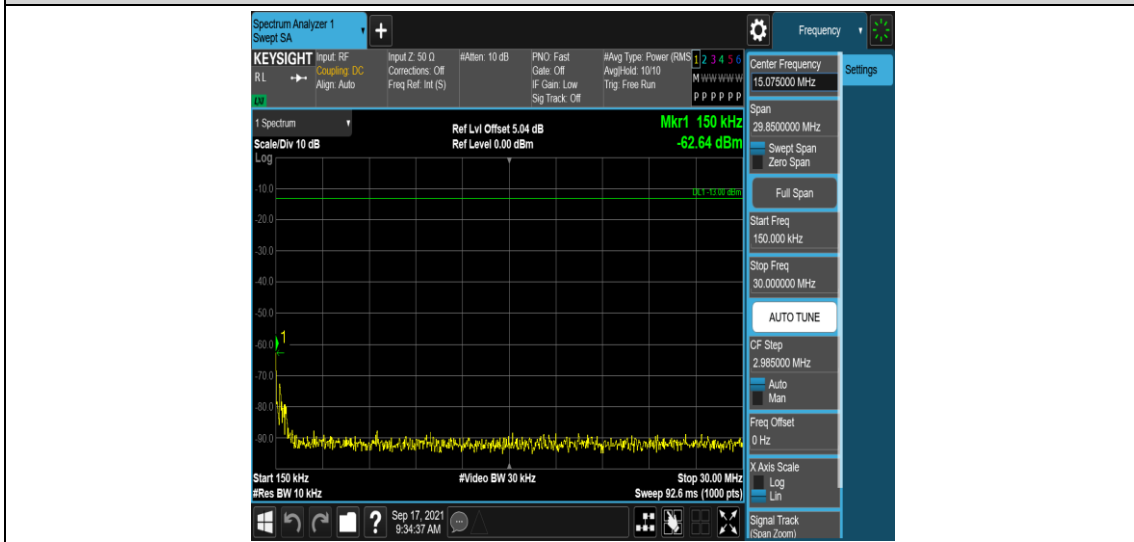 Spectrum Analyzer 1
Swept SA
+
Frequency
KEYSIGHT
RL
LXI
Input: RF
Coupling: DC
Align: Auto
Input Z: 50 Ω
Corrections: Off
Freq Ref: Int (S)
#Atten: 10 dB
PNO: Fast
Gate: Off
IF Gain: Low
Sig Track: Off
#Avg Type: Power (RMS
Avg|Hold: 10/10
Trig: Free Run
1 2 3 4 5 6
M W W W W W
P P P P P P
1 Spectrum
Scale/Div 10 dB
Log
Ref Lvl Offset 5.04 dB
Ref Level 0.00 dBm
Mkr1 150 kHz
-62.64 dBm
DL1 -13.00 dBm
-10.0
-20.0
-30.0
-40.0
-50.0
-60.0
-70.0
-80.0
-90.0
1
Start 150 kHz
#Res BW 10 kHz
#Video BW 30 kHz
Stop 30.00 MHz
Sweep 92.6 ms (1000 pts)
Center Frequency
15.075000 MHz
Settings
Span
29.8500000 MHz
Swept Span
Zero Span
Full Span
Start Freq
150.000 kHz
Stop Freq
30.000000 MHz
AUTO TUNE
CF Step
2.985000 MHz
Auto
Man
Freq Offset
0 Hz
X Axis Scale
Log
Lin
Signal Track
(Span Zoom)
?
Sep 17, 2021
9:34:37 AM